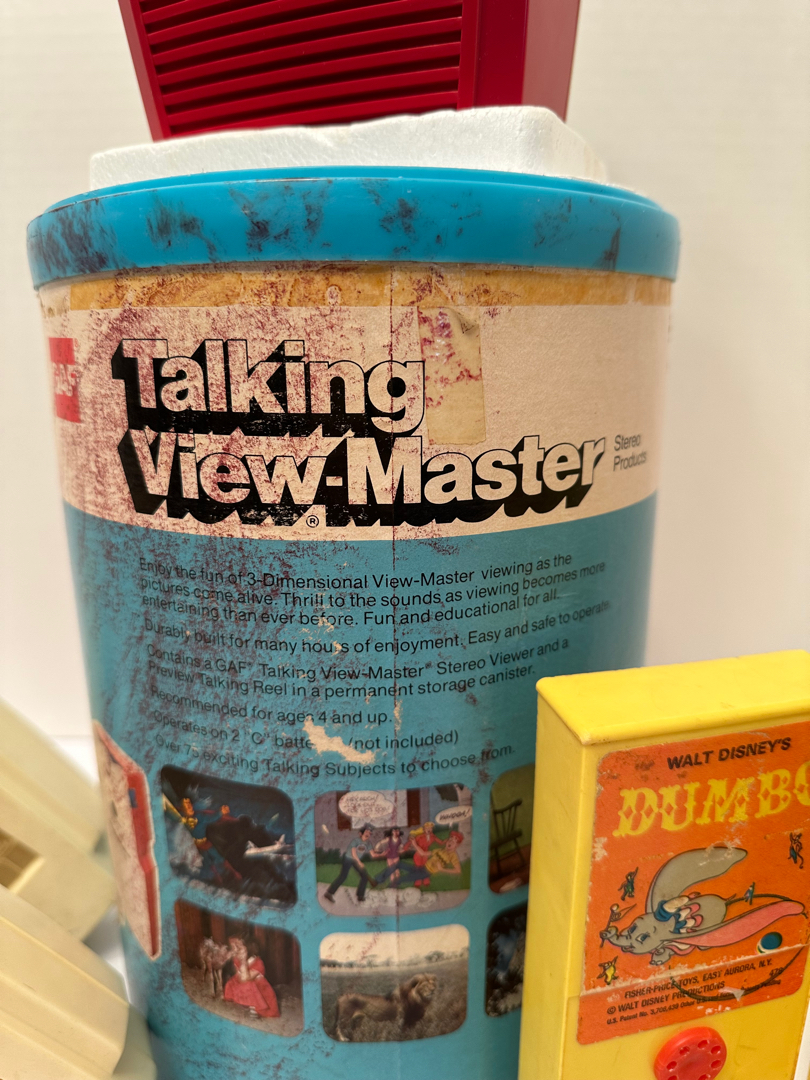 Talking
View-Master
®
Stereo
Products
Enjoy the fun of 3-Dimensional View-Master viewing as the
pictures come alive. Thrill to the sounds as viewing becomes more
entertaining than ever before. Fun and educational for all.
Durably built for many hours of enjoyment. Easy and safe to operate.
Contains a GAF® Talking View-Master® Stereo Viewer and a
Preview Talking Reel in a permanent storage canister.
Recommended for ages 4 and up.
Operates on 2 "C" batte (not included)
Over 75 exciting Talking Subjects to choose from.
WALT DISNEY'S
DUMBO
FISHER-PRICE TOYS, EAST AURORA, N.Y.
© WALT DISNEY PRODUCTIONS
U.S. Patent No.